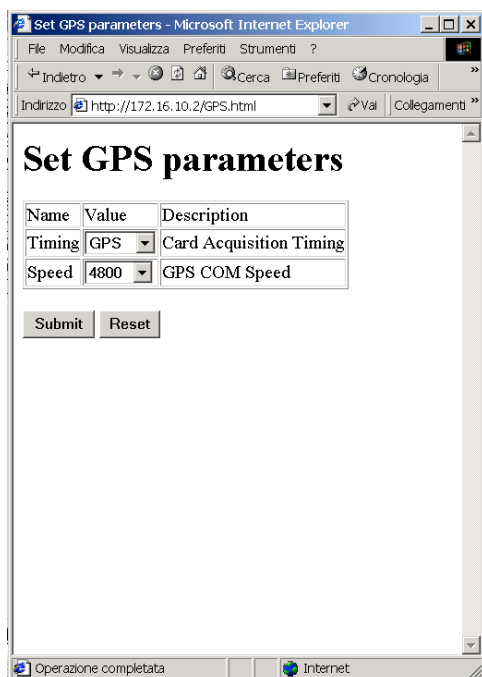 Set GPS parameters - Microsoft Internet Explorer
File Modifica Visualizza Preferiti Strumenti ?
Indietro Cerca Preferiti Cronologia »
Indirizzo http://172.16.10.2/GPS.html Vai Collegamenti »
Set GPS parameters
Name Value Description
Timing GPS Card Acquisition Timing
Speed 4800 GPS COM Speed
Submit Reset
Operazione completata Internet